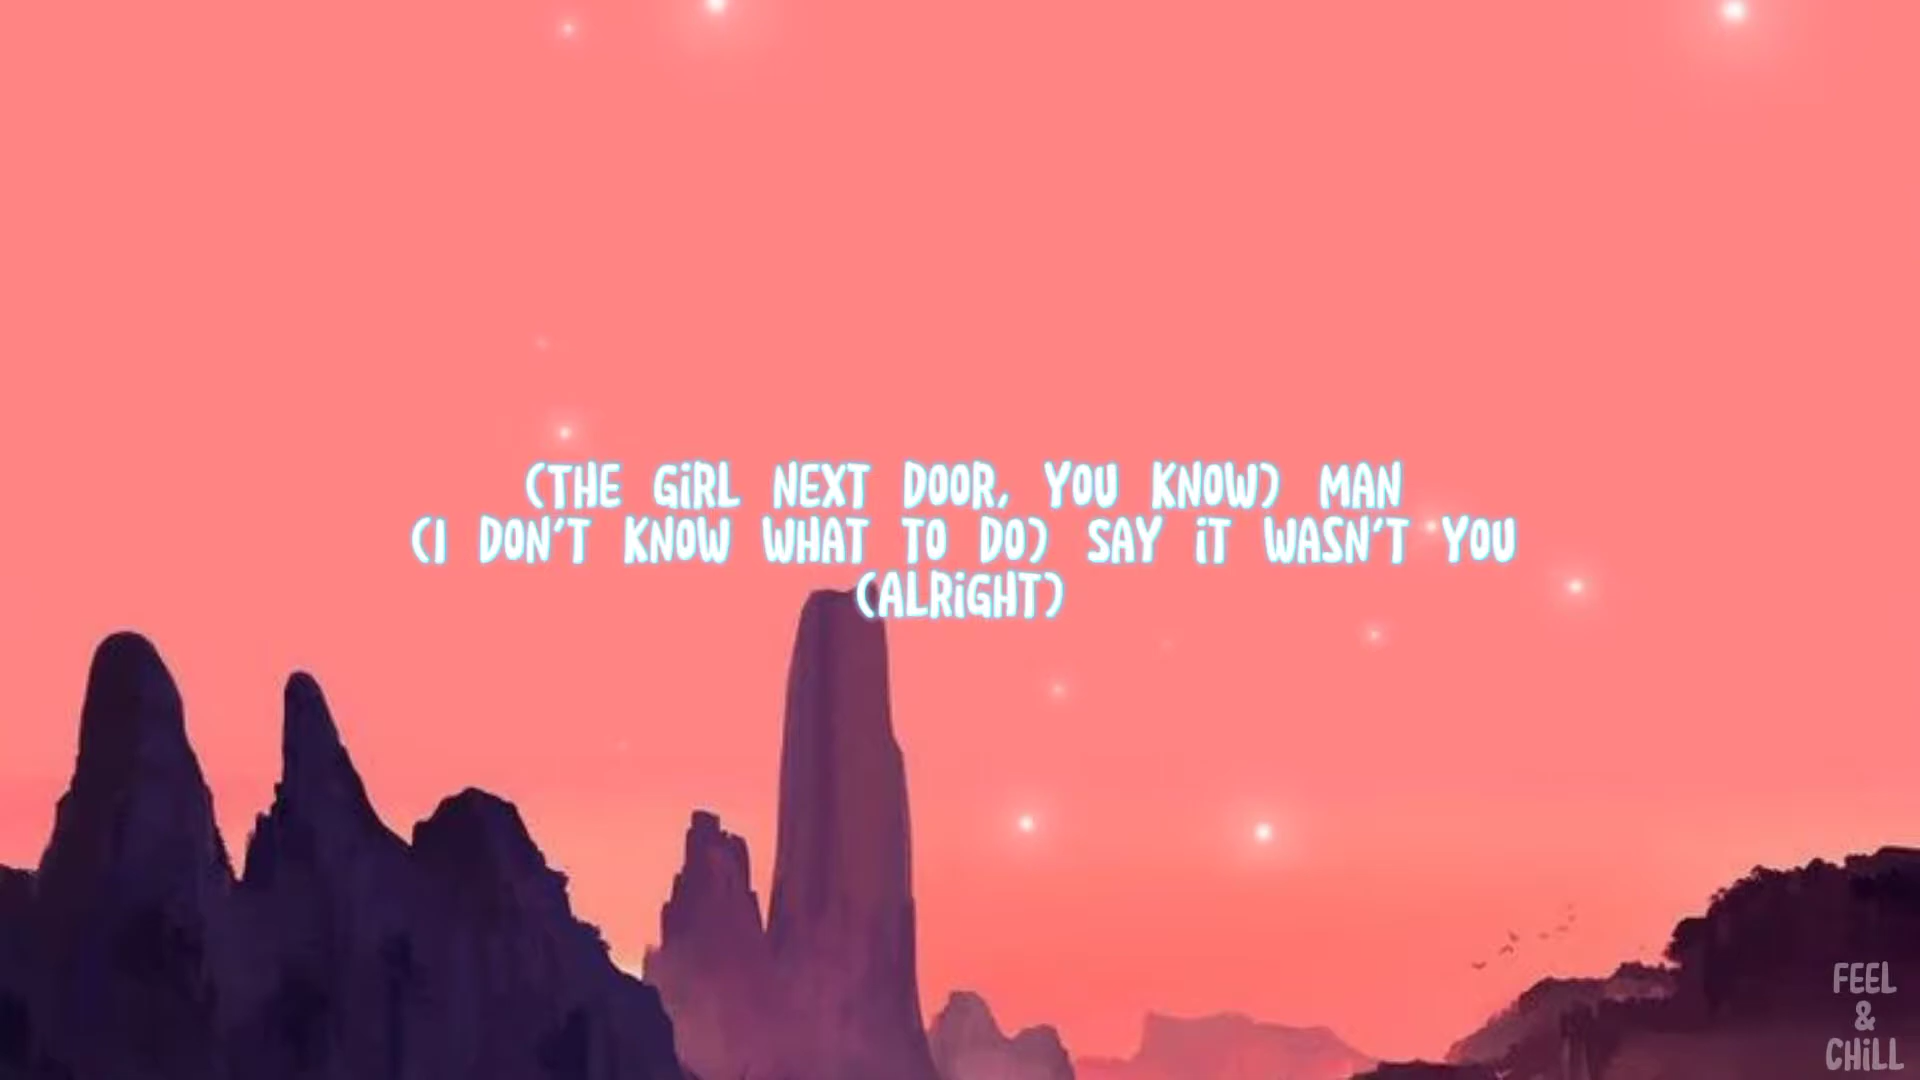 (THE GiRL NEXT DOOR, YOU KNOW) MAN
(I DON'T KNOW WHAT TO DO) SAY iT WASN'T YOU
(ALRiGHT)
FEEL
&
CHiLL